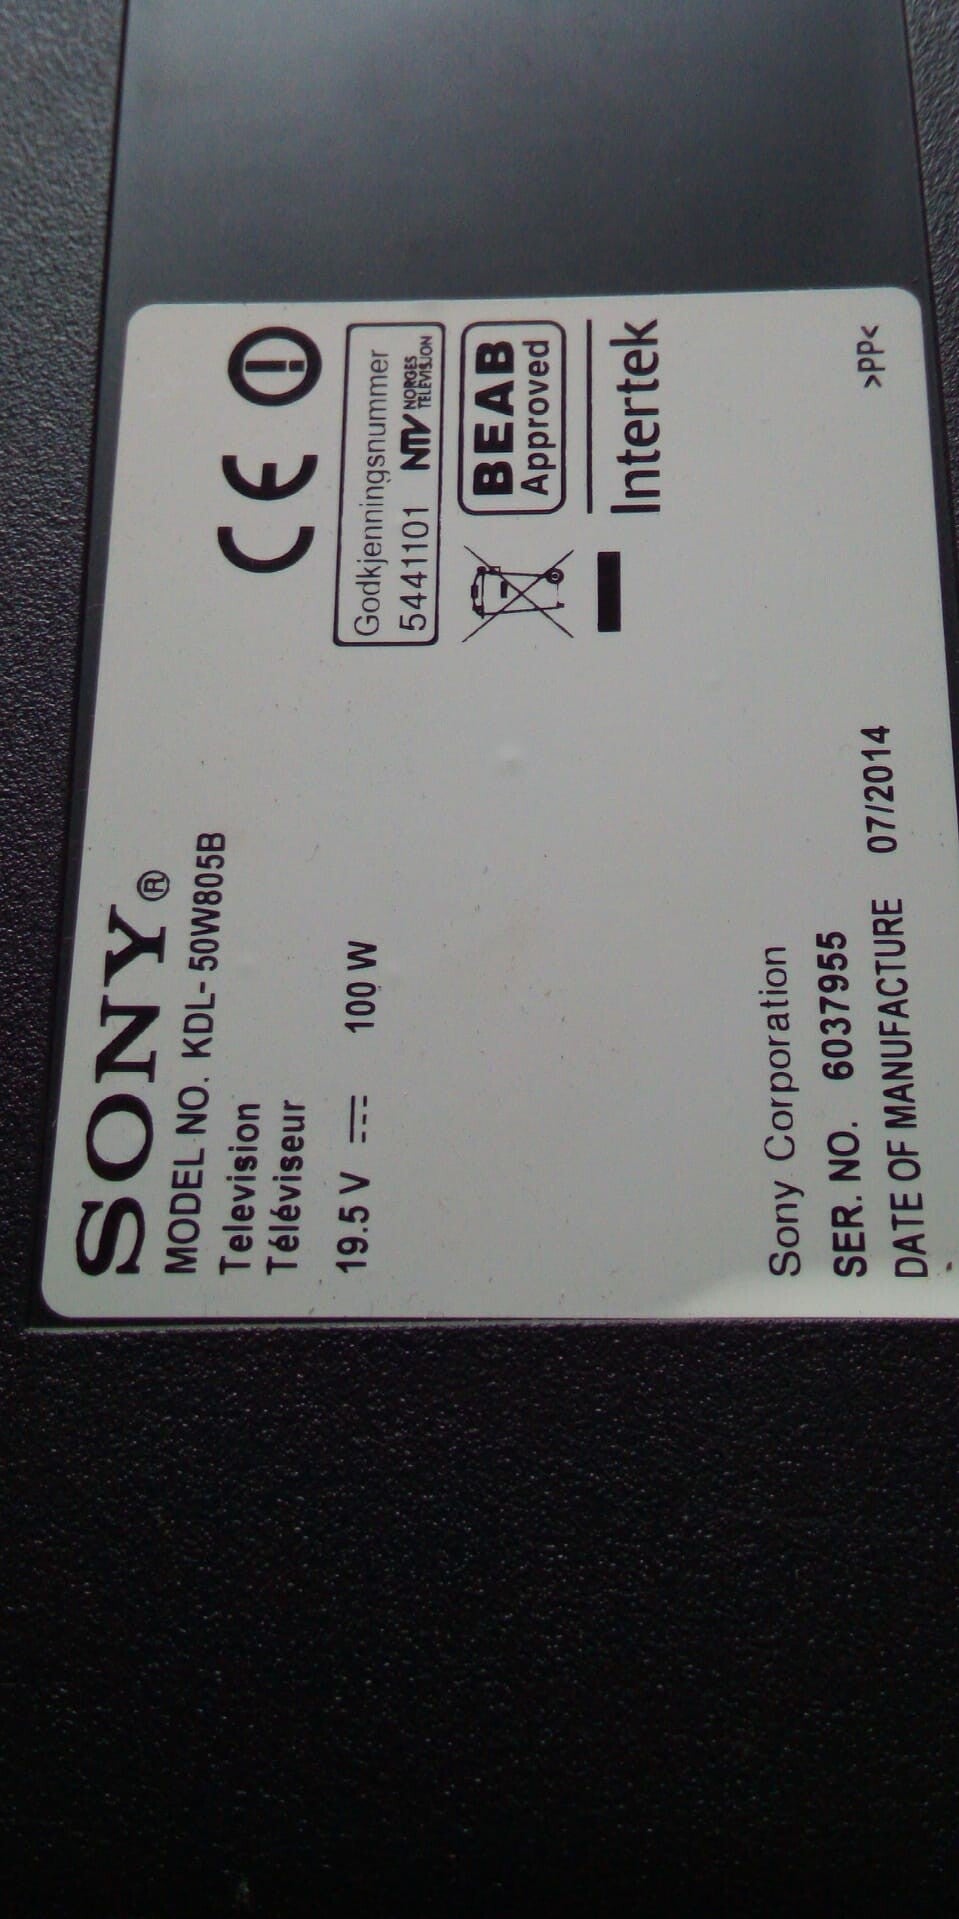 SONY®
MODEL NO. KDL-50W805B
Television
Téléviseur
19.5 V 100 W
CE
Godkjenningsnummer
5441101 NTV NORGES TELEVISJON
BEAB
Approved
Intertek
Sony Corporation
SER. NO. 6037955
DATE OF MANUFACTURE 07/2014
>PP<